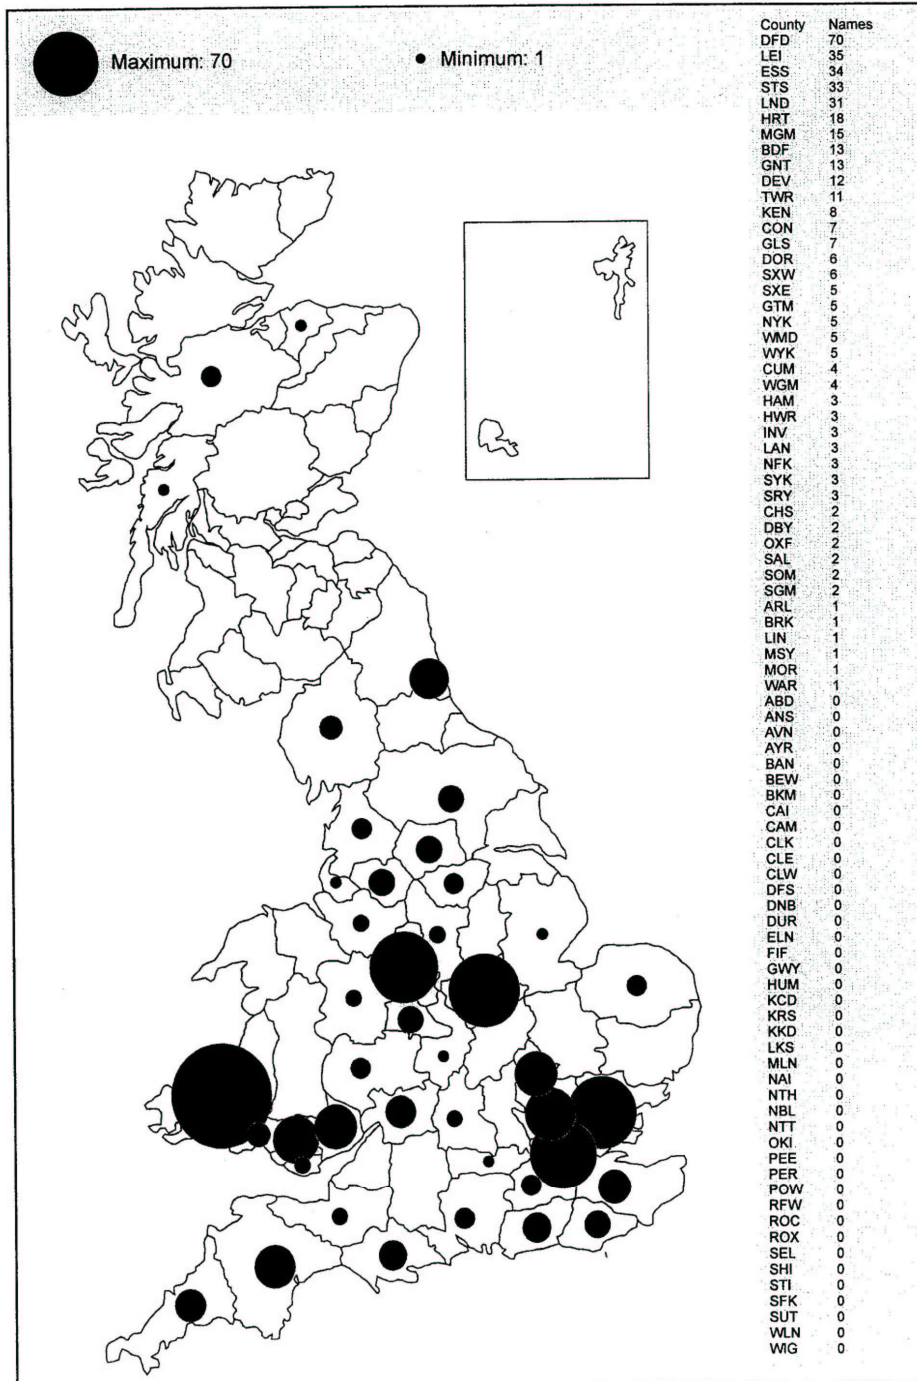 Maximum: 70
Minimum: 1
County Names
DFD 70
LEI 35
ESS 34
STS 33
LND 31
HRT 18
MGM 15
BDF 13
GNT 13
DEV 12
TWR 11
KEN 8
CON 7
GLS 7
DOR 6
SXW 6
SXE 5
GTM 5
NYK 5
WMD 5
WYK 5
CUM 4
WGM 4
HAM 3
HWR 3
INV 3
LAN 3
NFK 3
SYK 3
SRY 3
CHS 2
DBY 2
OXF 2
SAL 2
SOM 2
SGM 2
ARL 1
BRK 1
LIN 1
MSY 1
MOR 1
WAR 1
ABD 0
ANS 0
AVN 0
AYR 0
BAN 0
BEW 0
BKM 0
CAI 0
CAM 0
CLK 0
CLE 0
CLW 0
DFS 0
DNB 0
DUR 0
ELN 0
FIF 0
GWY 0
HUM 0
KCD 0
KRS 0
KKD 0
LKS 0
MLN 0
NAI 0
NTH 0
NBL 0
NTT 0
OKI 0
PEE 0
PER 0
POW 0
RFW 0
ROC 0
ROX 0
SEL 0
SHI 0
STI 0
SFK 0
SUT 0
WLN 0
WIG 0